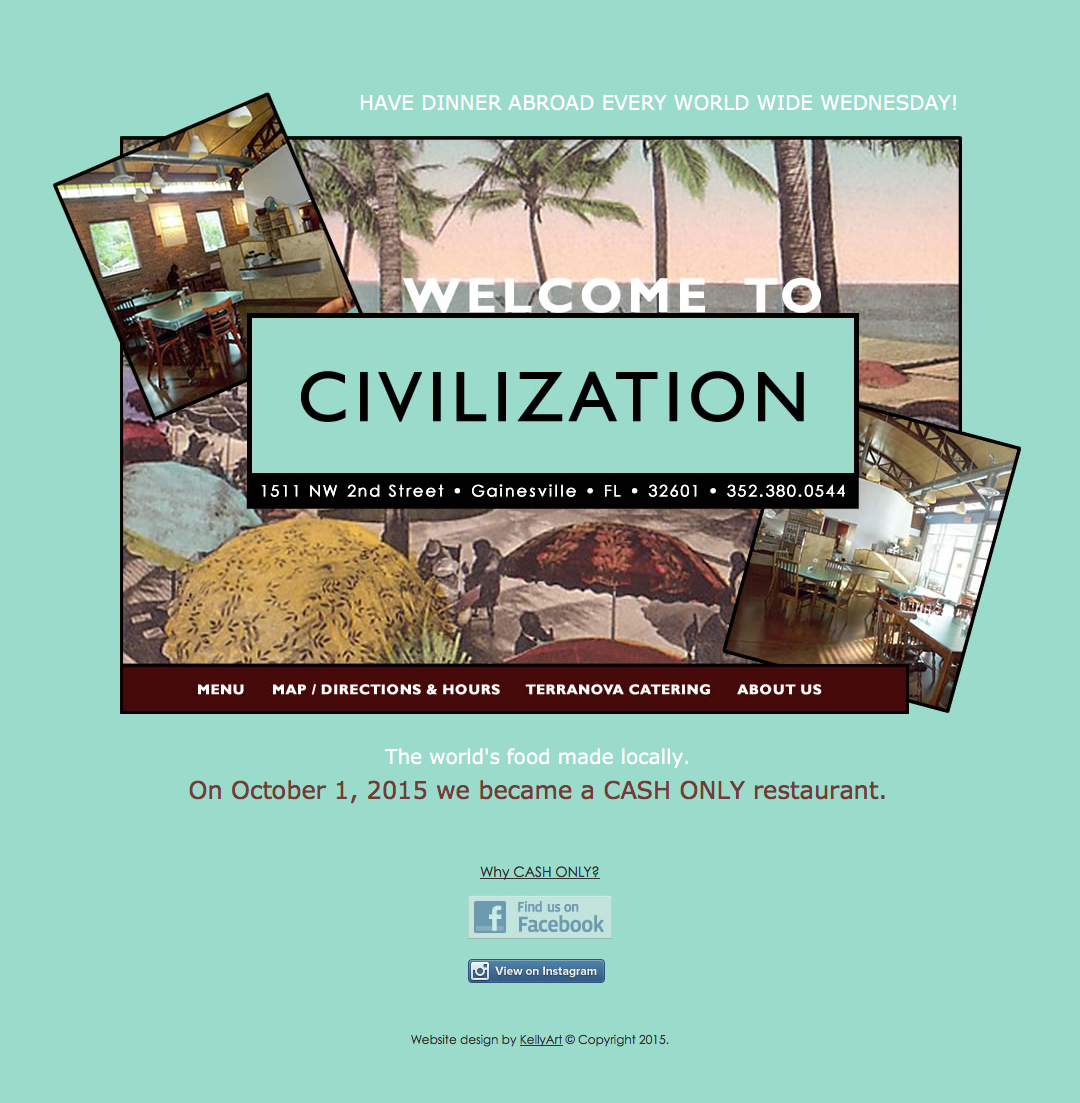 HAVE DINNER ABROAD EVERY WORLD WIDE WEDNESDAY!
WELCOME TO
CIVILIZATION
1511 NW 2nd Street • Gainesville • FL • 32601 • 352.380.0544
MENU MAP / DIRECTIONS & HOURS TERRANOVA CATERING ABOUT US
The world's food made locally.
On October 1, 2015 we became a CASH ONLY restaurant.
Why CASH ONLY?
Find us on
Facebook
View on Instagram
Website design by KellyArt © Copyright 2015.